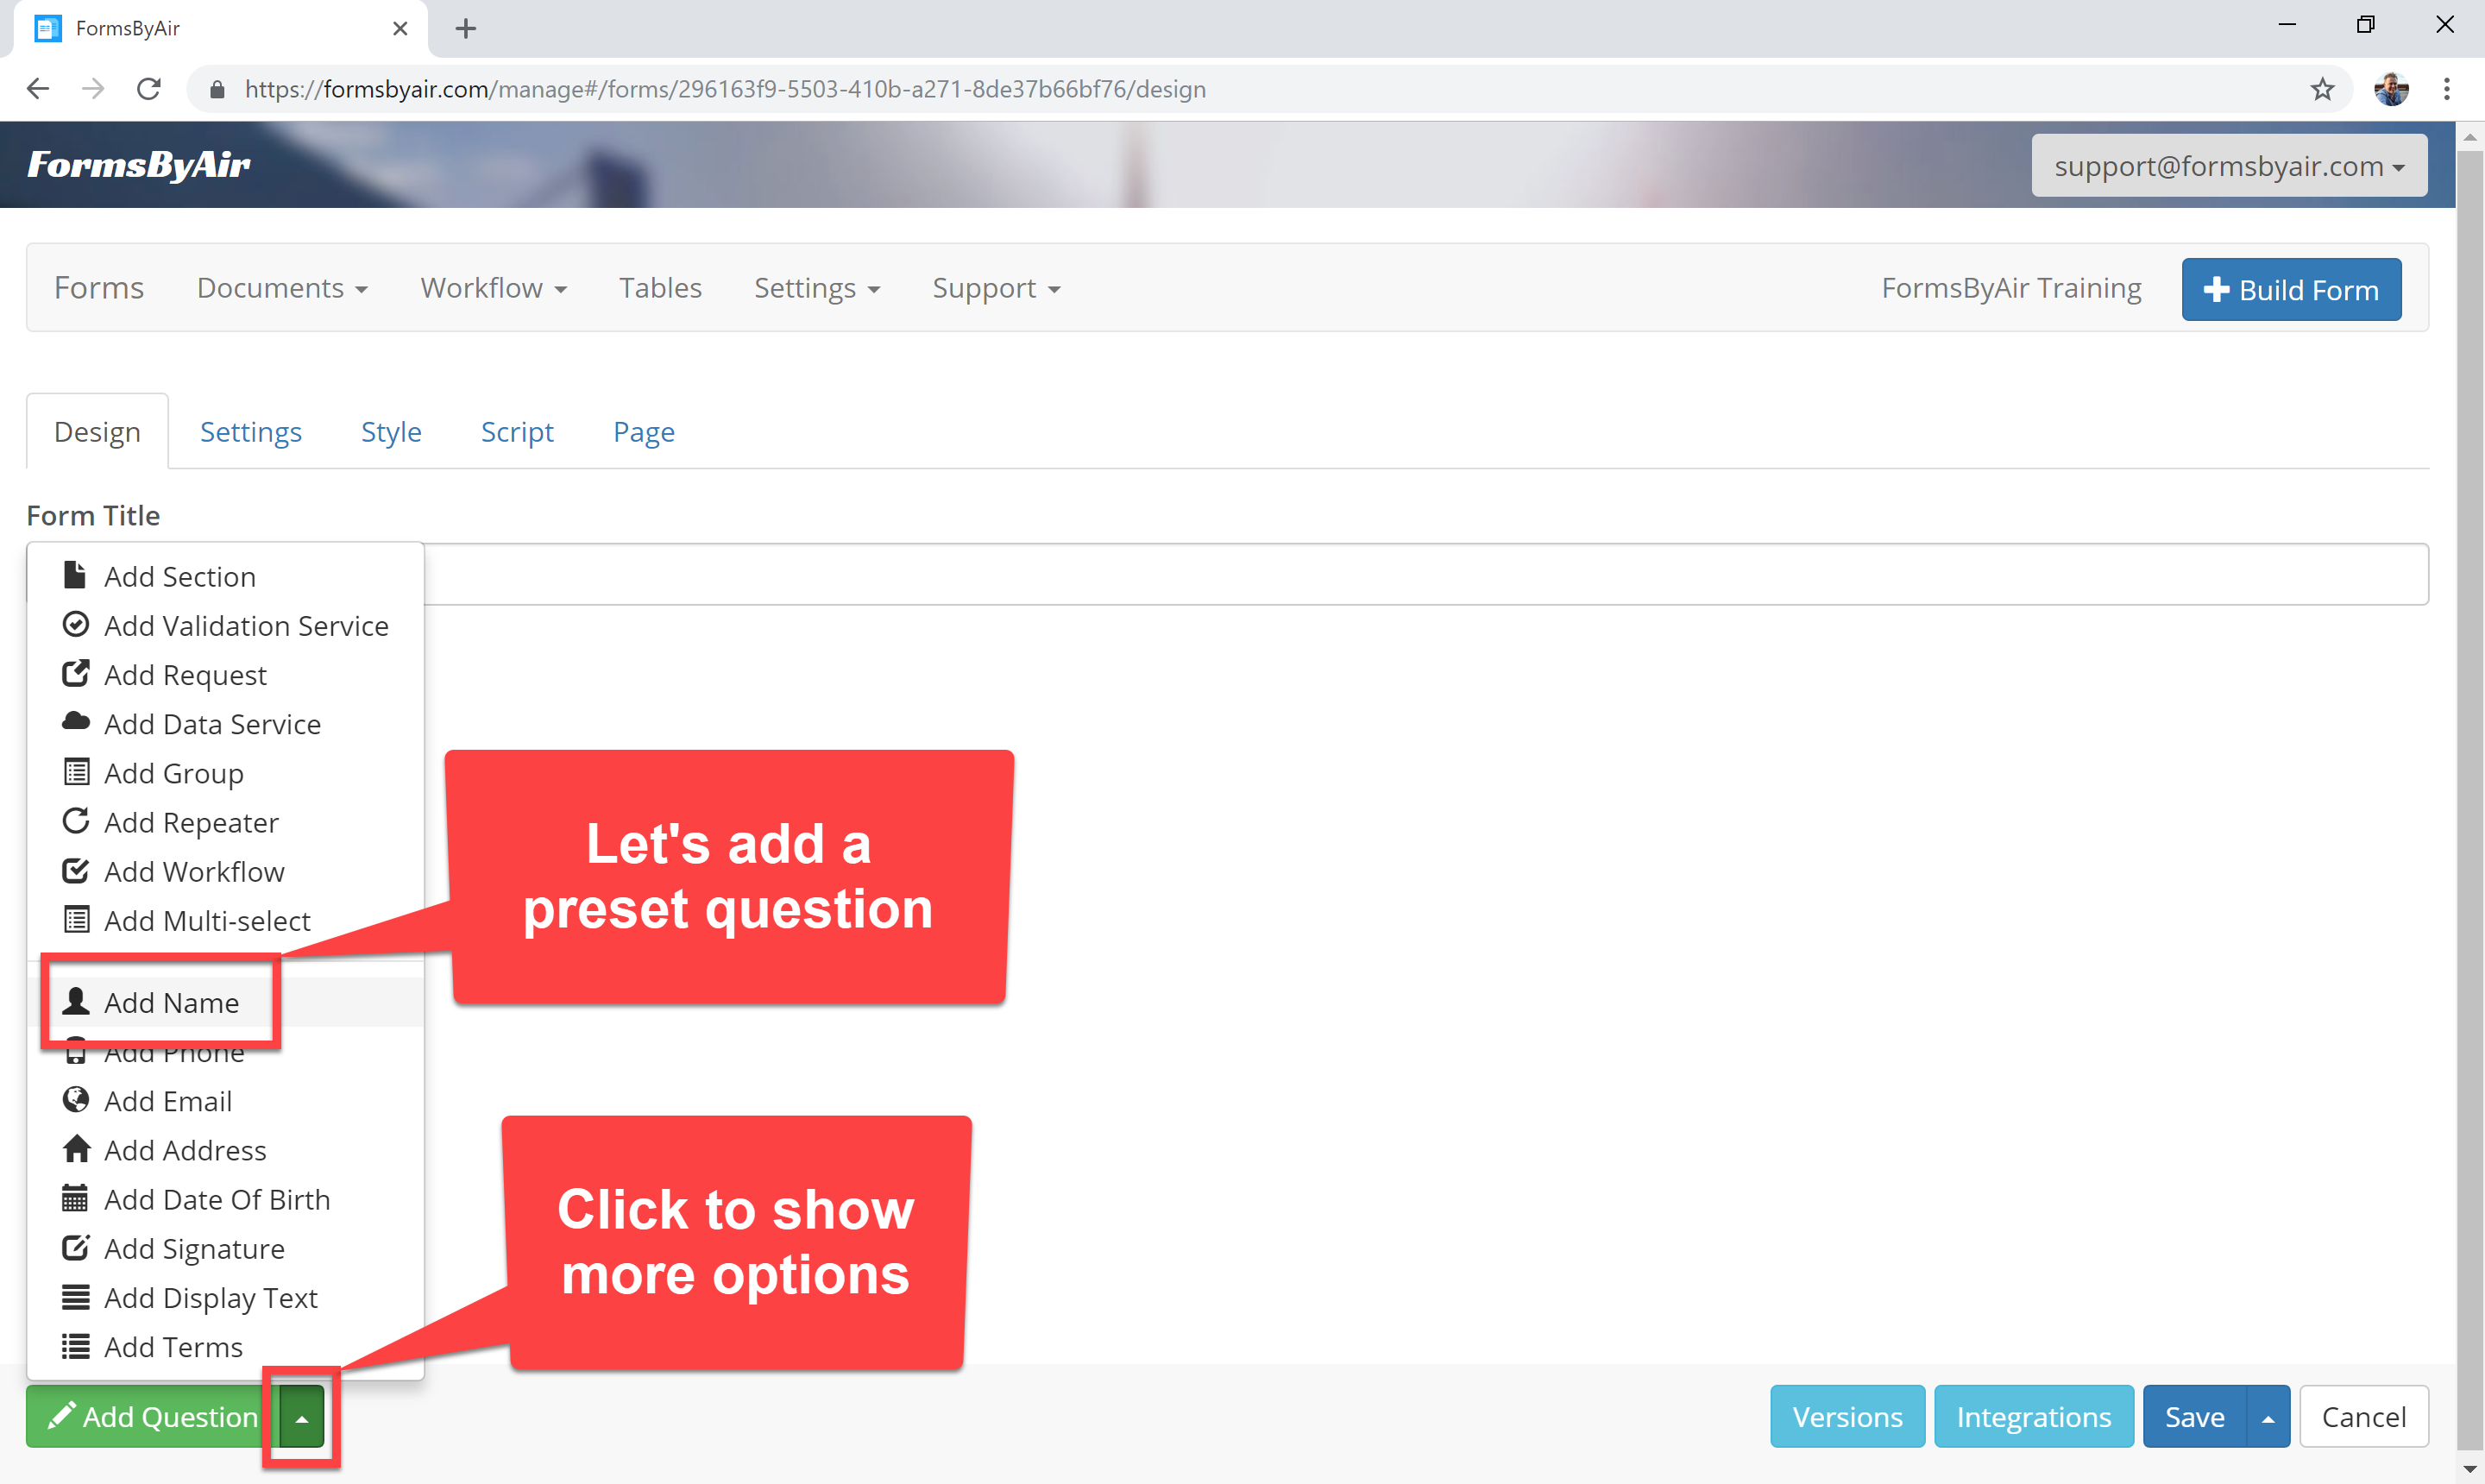 FormsByAir
https://formsbyair.com/manage#/forms/296163f9-5503-410b-a271-8de37b66bf76/design
FormsByAir
support@formsbyair.com
Forms Documents Workflow Tables Settings Support FormsByAir Training Build Form
Design Settings Style Script Page
Form Title
Add Section
Add Validation Service
Add Request
Add Data Service
Add Group
Add Repeater
Add Workflow
Add Multi-select
Let's add a
preset question
Add Name
Add Phone
Add Email
Add Address
Add Date Of Birth
Add Signature
Add Display Text
Add Terms
Click to show
more options
Add Question Versions Integrations Save Cancel